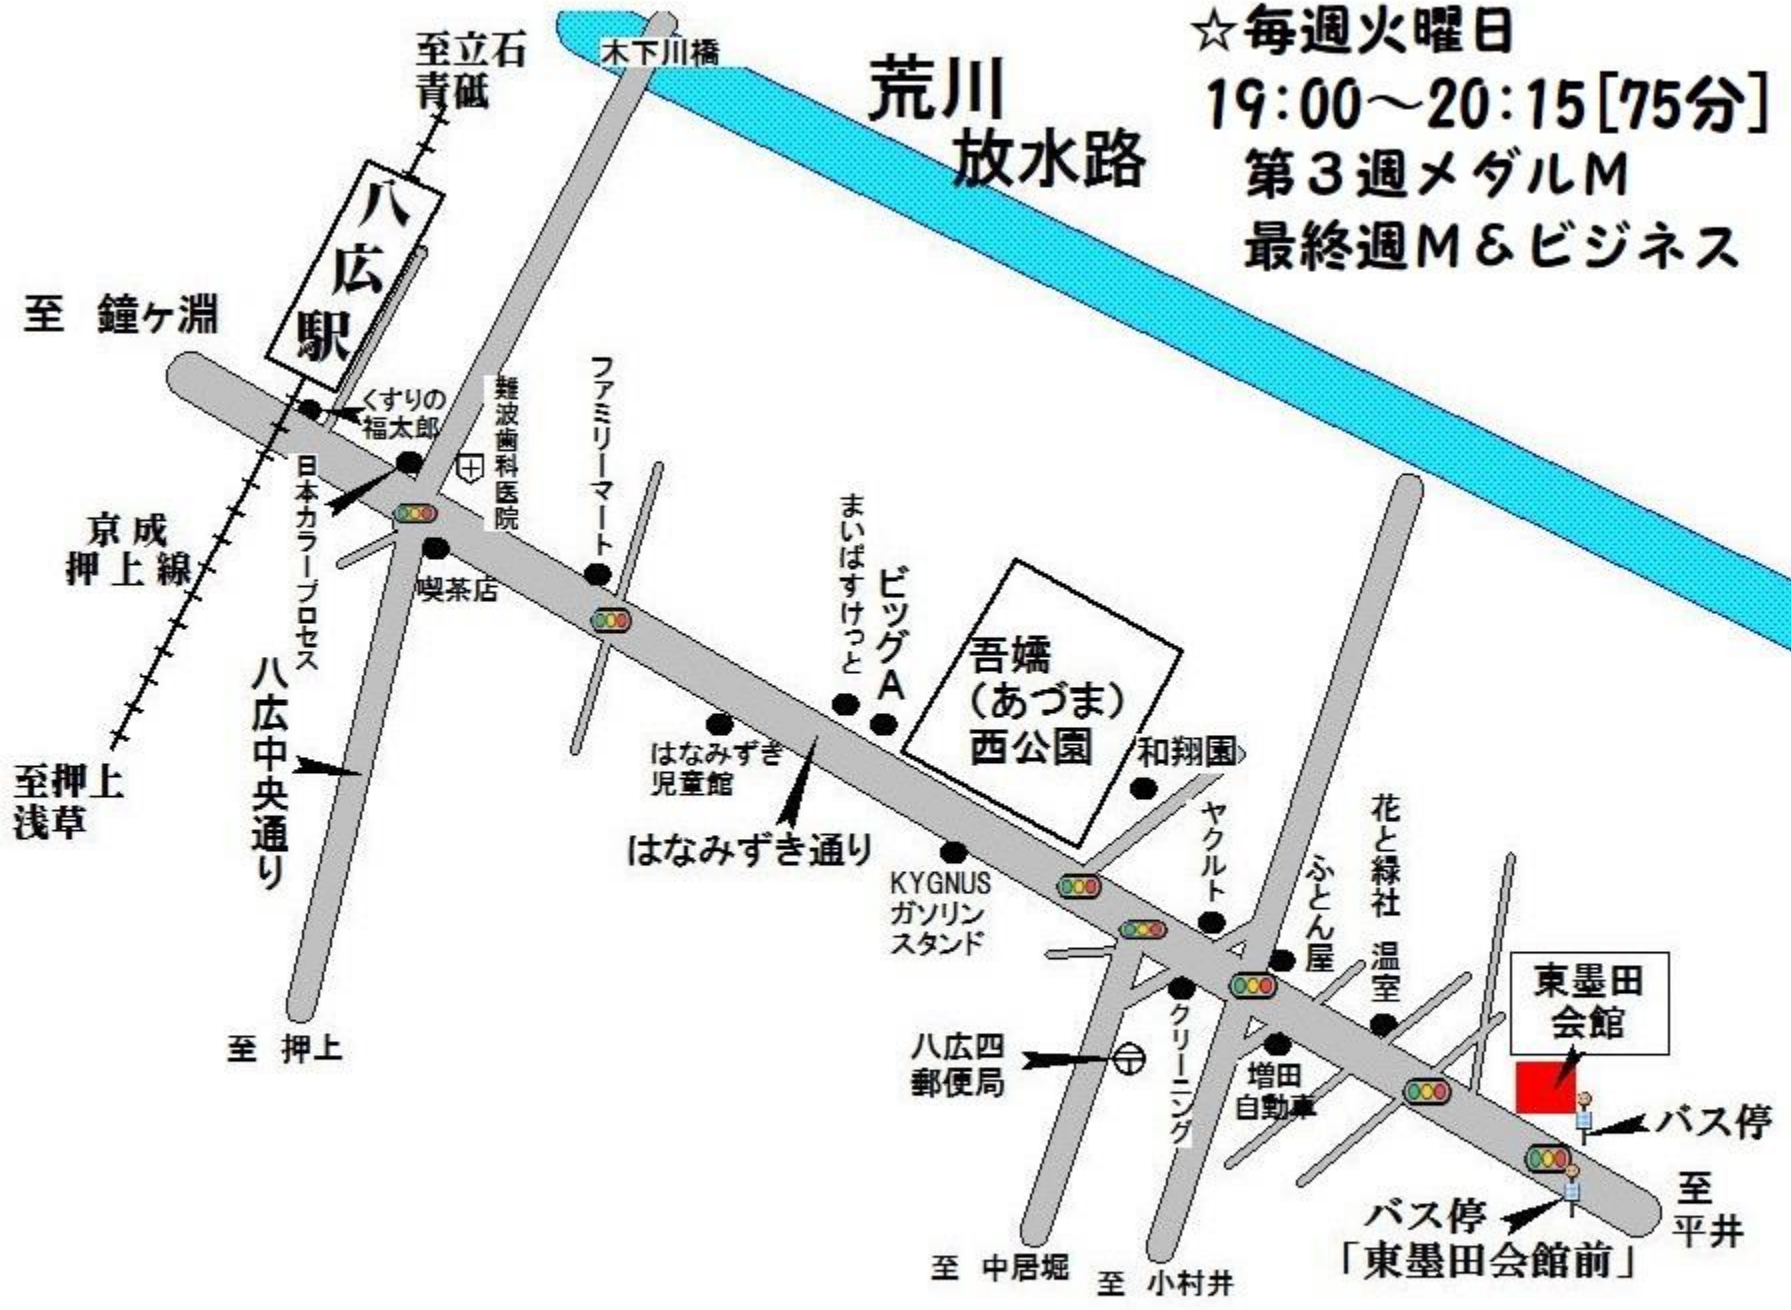 ☆毎週火曜日
19:00～20:15[75分]
第３週メダルＭ
最終週Ｍ＆ビジネス
至立石
青砥
木下川橋
荒川
放水路
八広駅
至 鐘ヶ淵
くすりの
福太郎
難波歯科医院
ファミリーマート
日本カラープロセス
京成
押上線
喫茶店
まいばすけっと
ビッグＡ
吾嬬
（あづま）
西公園
和翔園
八広中央通り
至押上
浅草
はなみずき
児童館
はなみずき通り
KYGNUS
ガソリン
スタンド
ヤクルト
ふとん屋
花と緑社 温室
東墨田
会館
至 押上
八広四
郵便局
クリーニング
増田
自動車
バス停
至
平井
バス停
「東墨田会館前」
至 中居堀
至 小村井